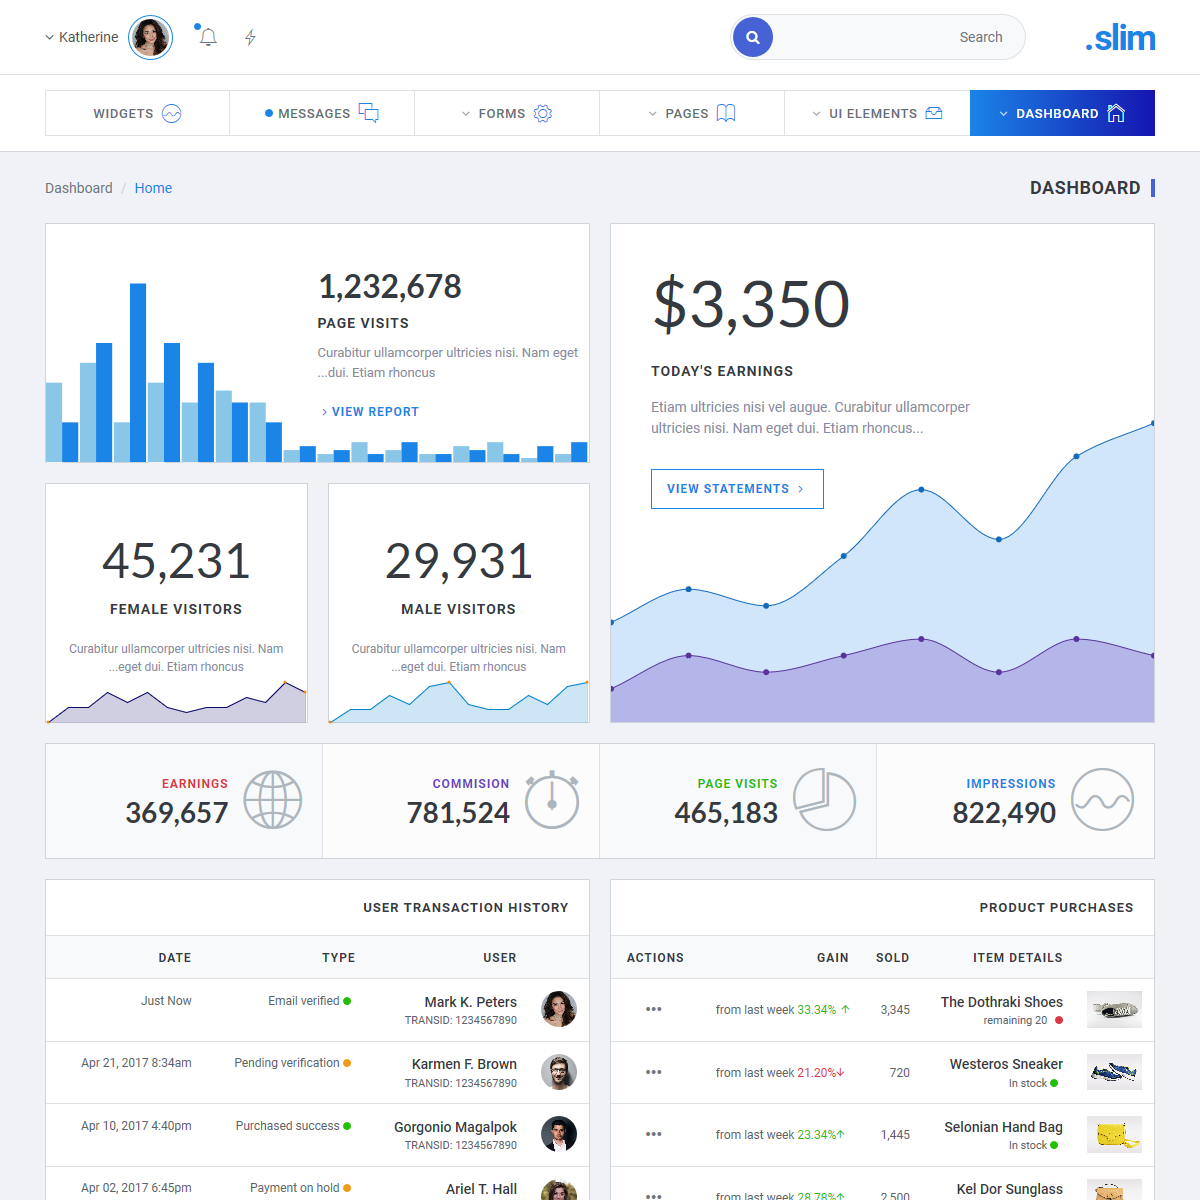 Katherine
Search
.slim
WIDGETS
MESSAGES
FORMS
PAGES
UI ELEMENTS
DASHBOARD
Dashboard / Home
DASHBOARD
1,232,678
PAGE VISITS
Curabitur ullamcorper ultricies nisi. Nam eget
...dui. Etiam rhoncus
VIEW REPORT
$3,350
TODAY'S EARNINGS
Etiam ultricies nisi vel augue. Curabitur ullamcorper
ultricies nisi. Nam eget dui. Etiam rhoncus...
VIEW STATEMENTS
45,231
FEMALE VISITORS
Curabitur ullamcorper ultricies nisi. Nam
...eget dui. Etiam rhoncus
29,931
MALE VISITORS
Curabitur ullamcorper ultricies nisi. Nam
...eget dui. Etiam rhoncus
EARNINGS
369,657
COMMISION
781,524
PAGE VISITS
465,183
IMPRESSIONS
822,490
USER TRANSACTION HISTORY
DATE TYPE USER
Just Now Email verified Mark K. Peters
TRANSID: 1234567890
Apr 21, 2017 8:34am Pending verification Karmen F. Brown
TRANSID: 1234567890
Apr 10, 2017 4:40pm Purchased success Gorgonio Magalpok
TRANSID: 1234567890
Apr 02, 2017 6:45pm Payment on hold Ariel T. Hall
PRODUCT PURCHASES
ACTIONS GAIN SOLD ITEM DETAILS
from last week 33.34% 3,345 The Dothraki Shoes
remaining 20
from last week 21.20% 720 Westeros Sneaker
In stock
from last week 23.34% 1,445 Selonian Hand Bag
In stock
from last week 28.78% 2,500 Kel Dor Sunglass